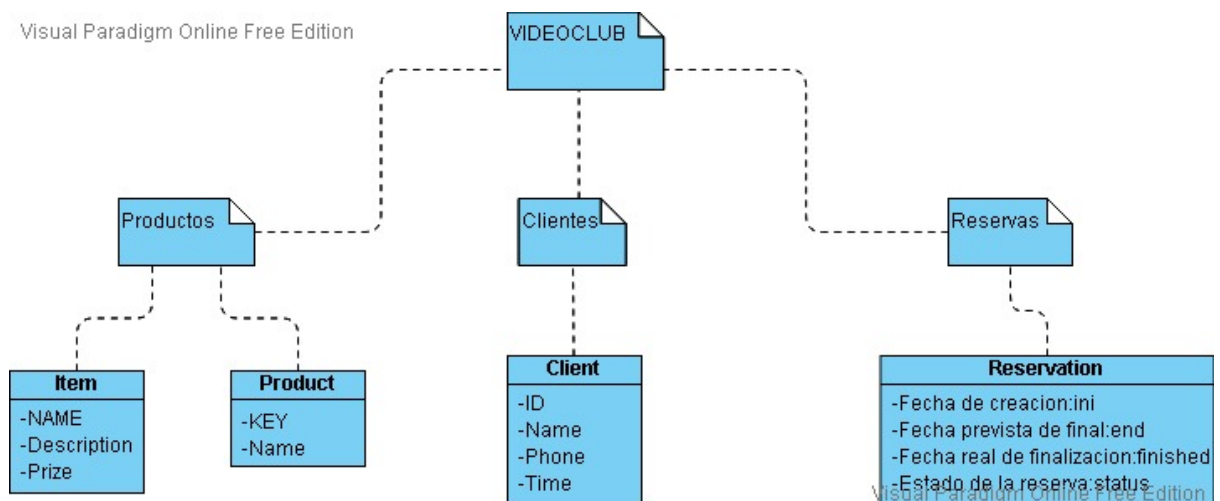 Visual Paradigm Online Free Edition
VIDEOCLUB
Productos
Clientes
Reservas
Item
-NAME
-Description
-Prize
Product
-KEY
-Name
Client
-ID
-Name
-Phone
-Time
Reservation
-Fecha de creacion:ini
-Fecha prevista de final:end
-Fecha real de finalizacion:finished
-Estado de la reserva:status
Visual Paradigm Online Free Edition